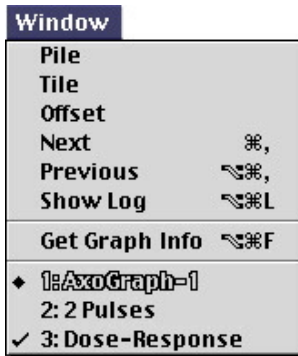 Window
Pile
Tile
Offset
Next ⌘,
Previous ⌥⌘,
Show Log ⌥⌘L
Get Graph Info ⌥⌘F
◆ 1:AxoGraph-1
2: 2 Pulses
✓ 3: Dose-Response